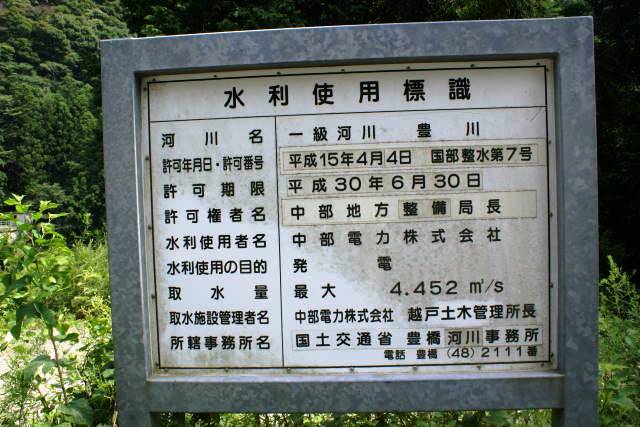 水利使用標識
河川名 一級河川 豊川
許可年月日・許可番号 平成15年4月4日 国部整水第7号
許可期限 平成30年6月30日
許可権者名 中部地方整備局長
水利使用者名 中部電力株式会社
水利使用の目的 発電
取水量 最大 4.452 m³/s
取水施設管理者名 中部電力株式会社 越戸土木管理所長
所轄事務所名 国土交通省 豊橋河川事務所
電話 豊橋 (48) 2111番